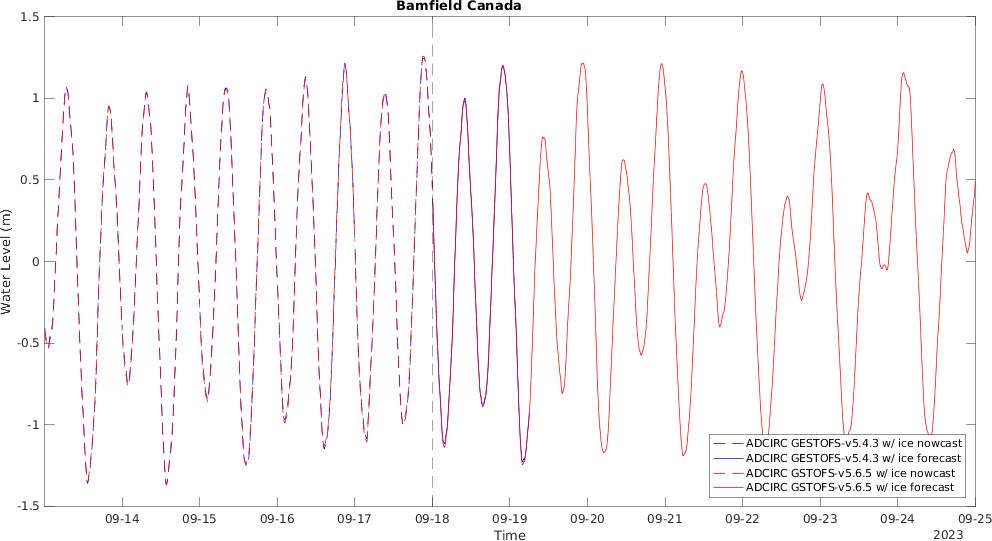 Bamfield Canada
1.5
1
0.5
0
-0.5
-1
-1.5
Water Level (m)
09-14 09-15 09-16 09-17 09-18 09-19 09-20 09-21 09-22 09-23 09-24 09-25
Time
2023
ADCIRC GESTOFS-v5.4.3 w/ ice nowcast
ADCIRC GESTOFS-v5.4.3 w/ ice forecast
ADCIRC GSTOFS-v5.6.5 w/ ice nowcast
ADCIRC GSTOFS-v5.6.5 w/ ice forecast